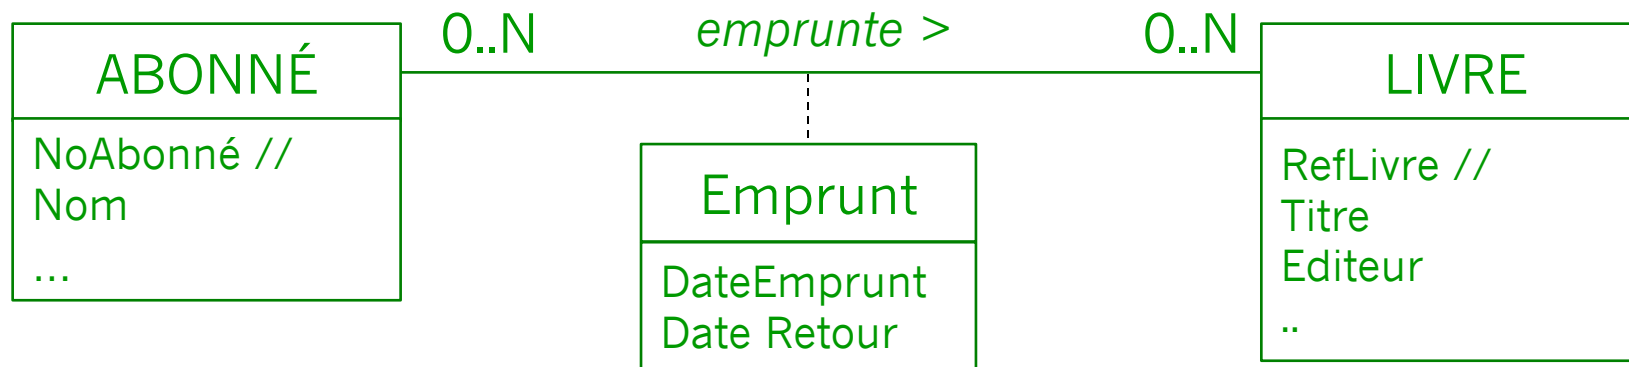 ABONNÉ
NoAbonné //
Nom
...
0..N
emprunte >
0..N
Emprunt
DateEmprunt
Date Retour
LIVRE
RefLivre //
Titre
Editeur
..